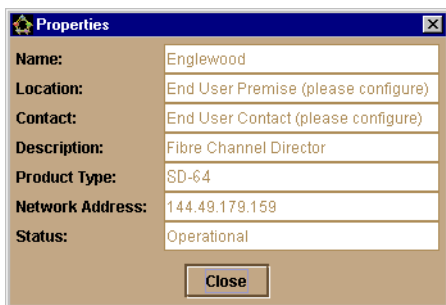 Properties
Name: Englewood
Location: End User Premise (please configure)
Contact: End User Contact (please configure)
Description: Fibre Channel Director
Product Type: SD-64
Network Address: 144.49.179.159
Status: Operational
Close